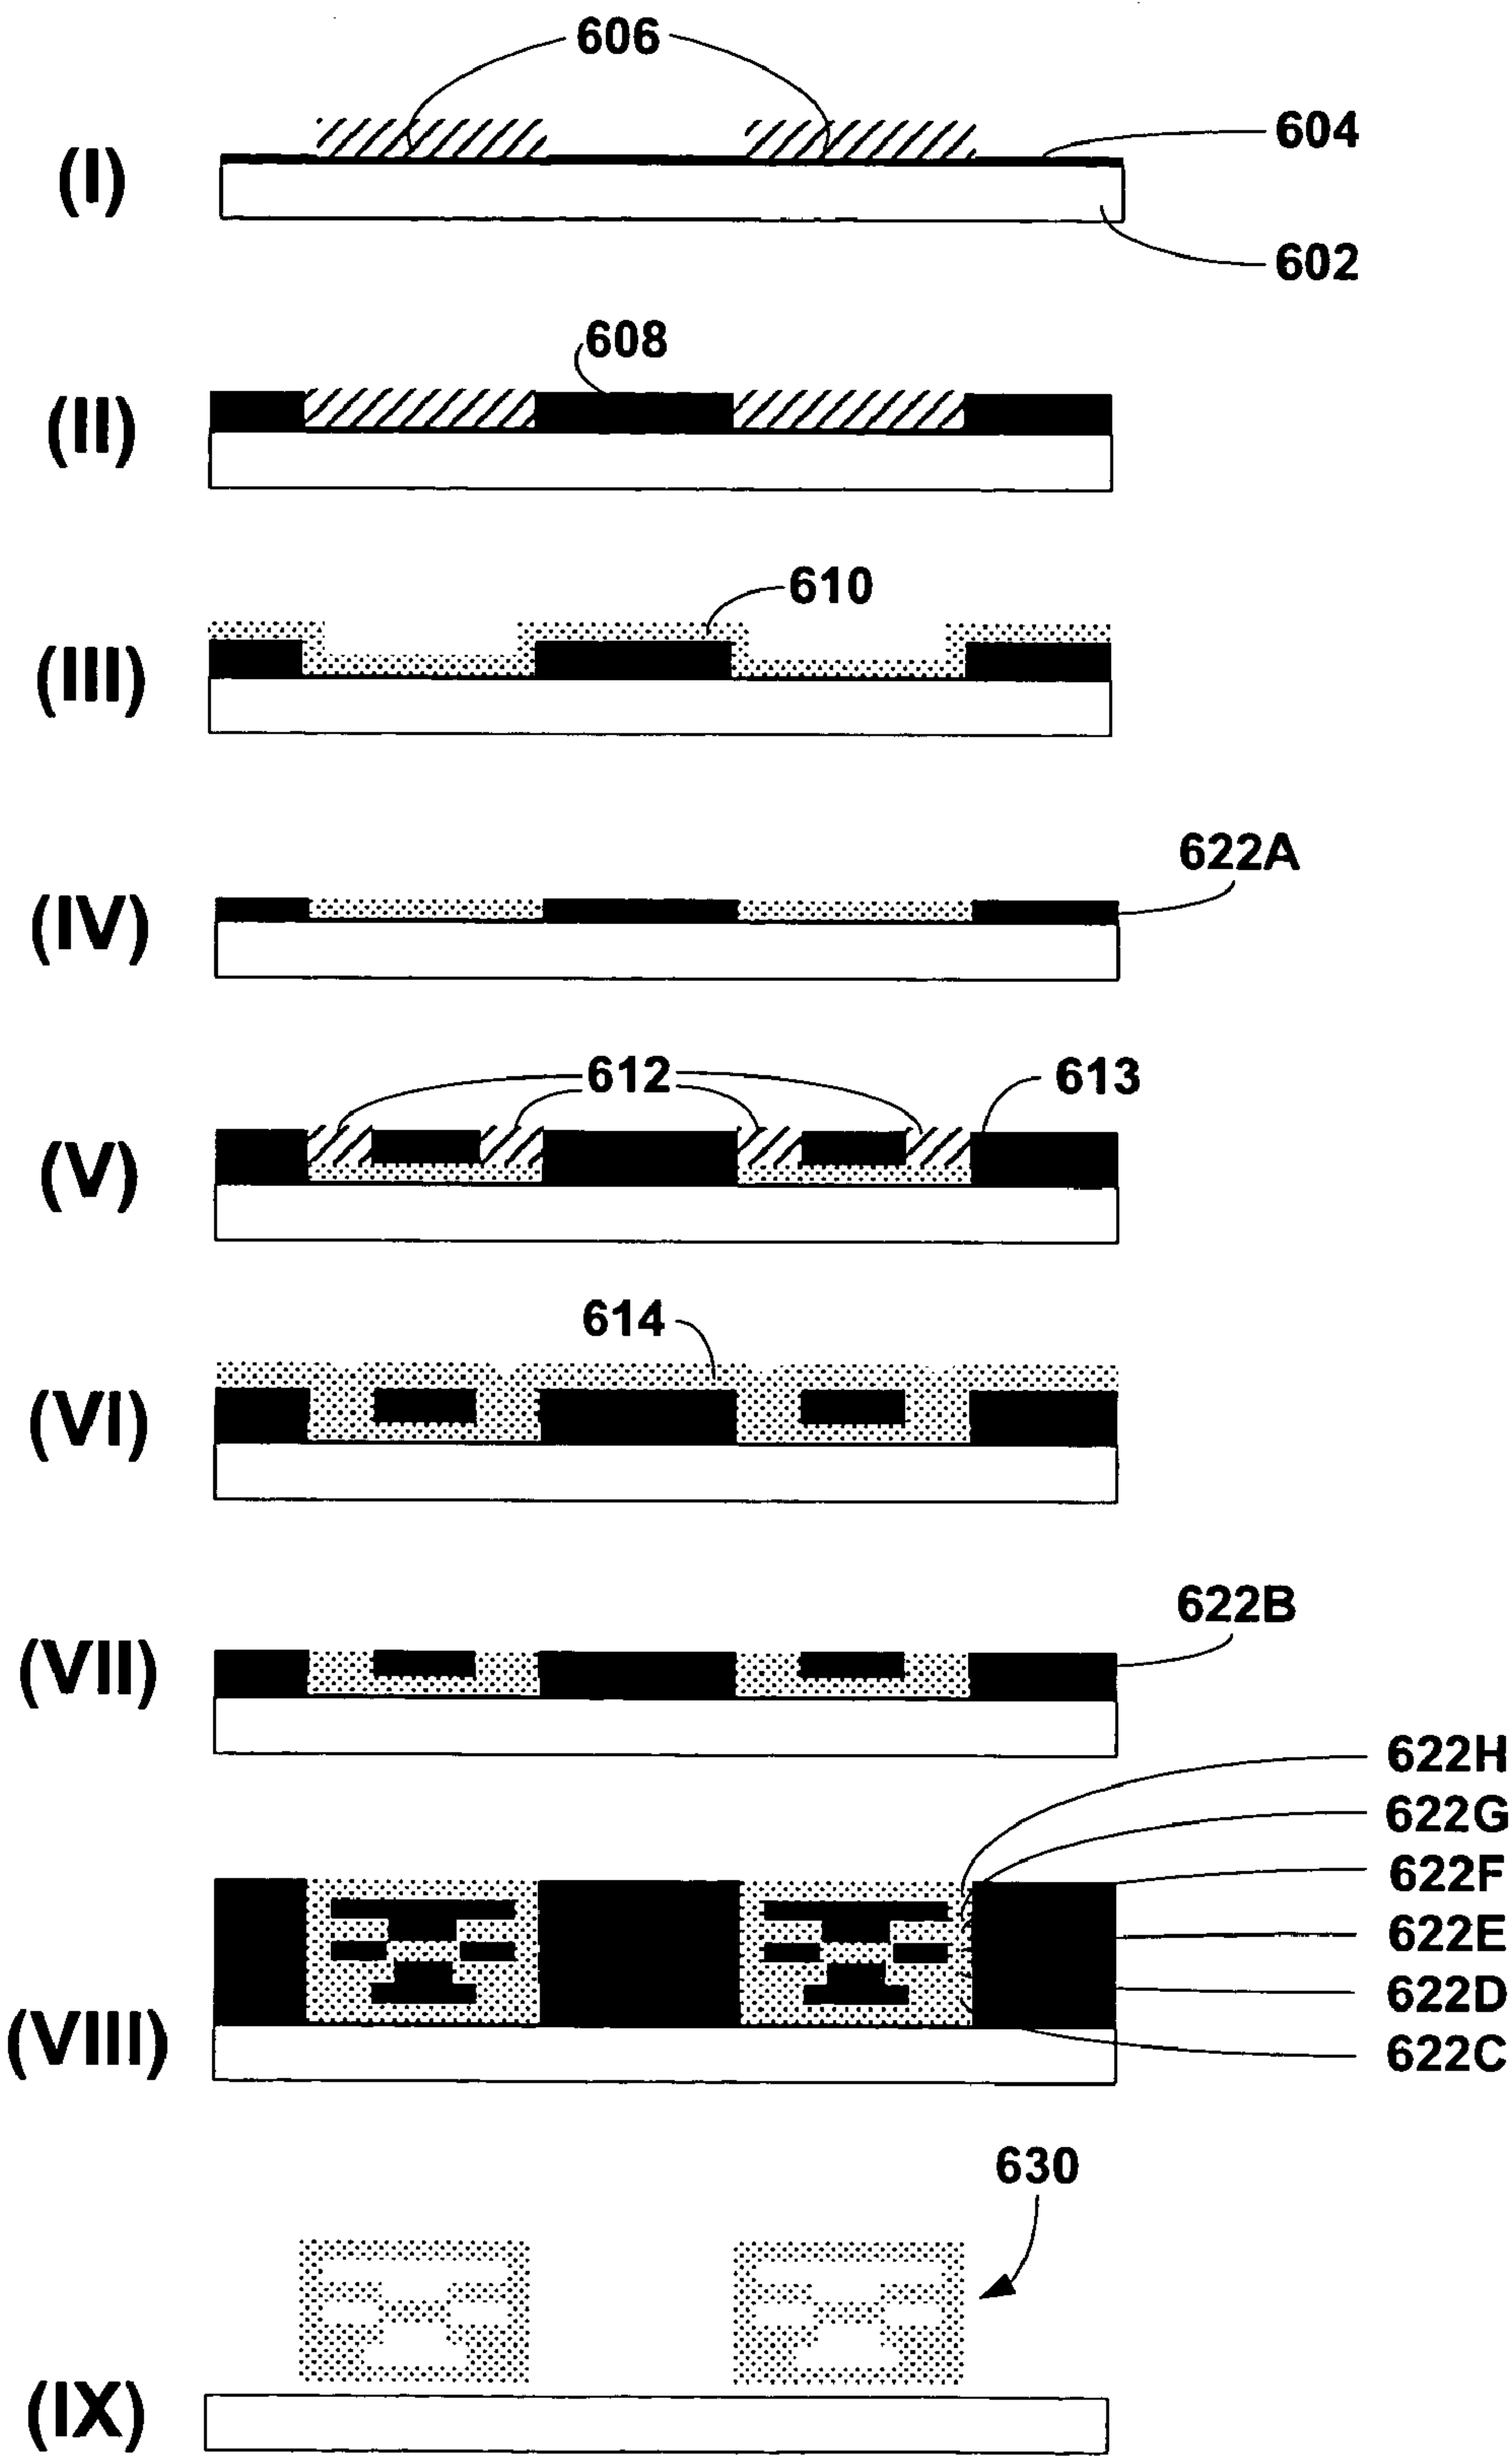 606
(I)
604
602
608
(II)
610
(III)
622A
(IV)
612
613
(V)
614
(VI)
622B
(VII)
622H
622G
622F
622E
622D
(VIII)
622C
630
(IX)